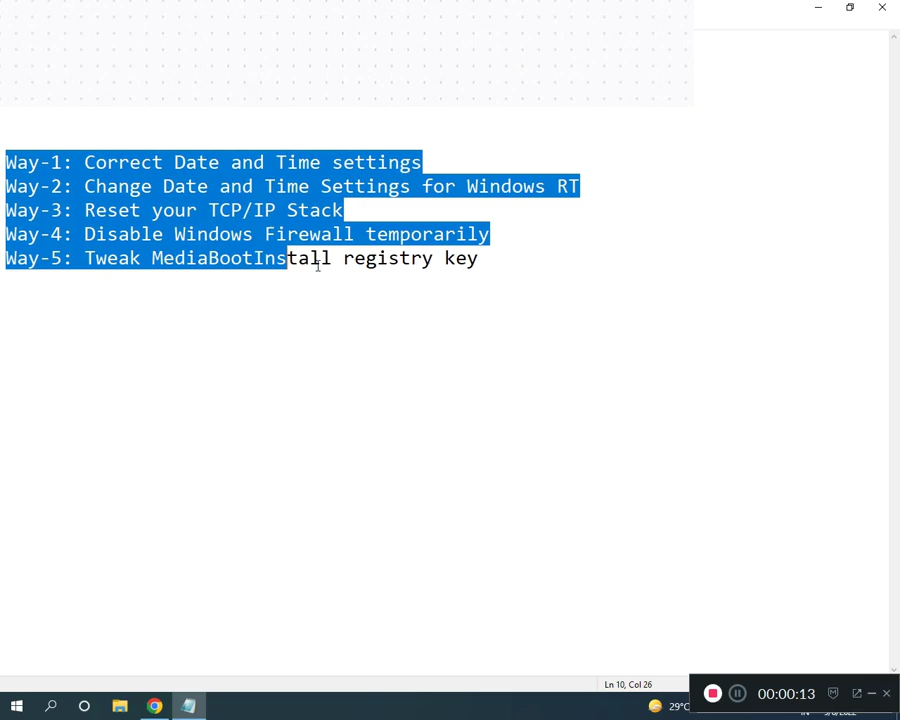 Way-1: Correct Date and Time settings
Way-2: Change Date and Time Settings for Windows RT
Way-3: Reset your TCP/IP Stack
Way-4: Disable Windows Firewall temporarily
Way-5: Tweak MediaBootInstall registry key
Ln 10, Col 26
00:00:13
29°C